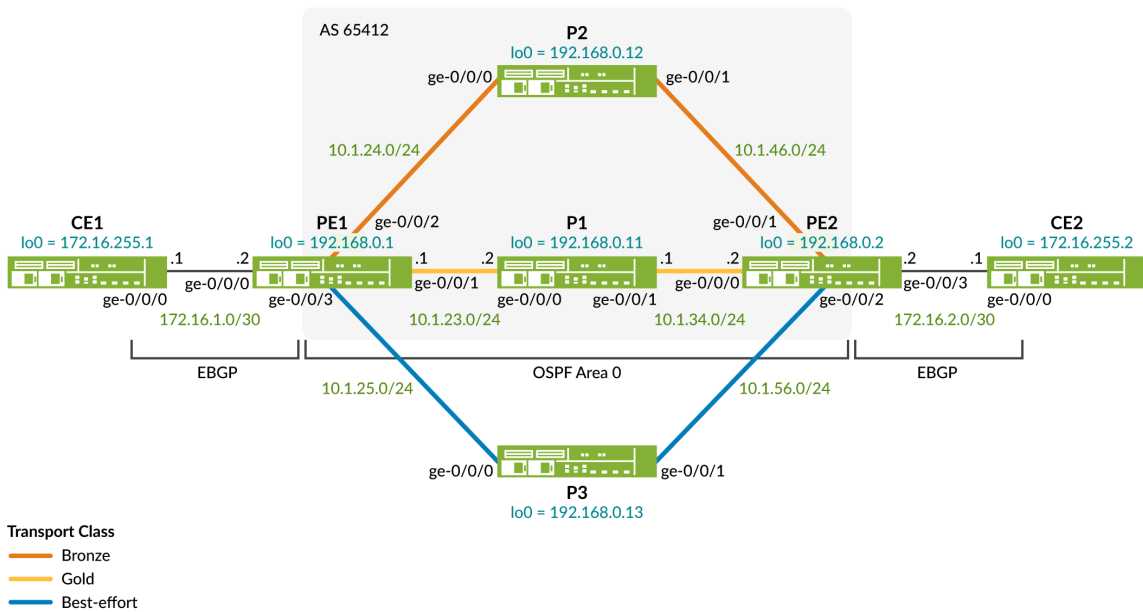 AS 65412
P2
lo0 = 192.168.0.12
ge-0/0/0
ge-0/0/1
10.1.24.0/24
10.1.46.0/24
CE1
lo0 = 172.16.255.1
PE1
lo0 = 192.168.0.1
ge-0/0/2
P1
lo0 = 192.168.0.11
ge-0/0/1
PE2
lo0 = 192.168.0.2
CE2
lo0 = 172.16.255.2
.1
.2
.1
.2
.1
.2
.2
.1
ge-0/0/0
ge-0/0/0
ge-0/0/3
ge-0/0/1
ge-0/0/0
ge-0/0/1
ge-0/0/0
ge-0/0/2
ge-0/0/3
ge-0/0/0
172.16.1.0/30
10.1.23.0/24
10.1.34.0/24
172.16.2.0/30
EBGP
OSPF Area 0
EBGP
10.1.25.0/24
10.1.56.0/24
ge-0/0/0
ge-0/0/1
P3
lo0 = 192.168.0.13
Transport Class
Bronze
Gold
Best-effort